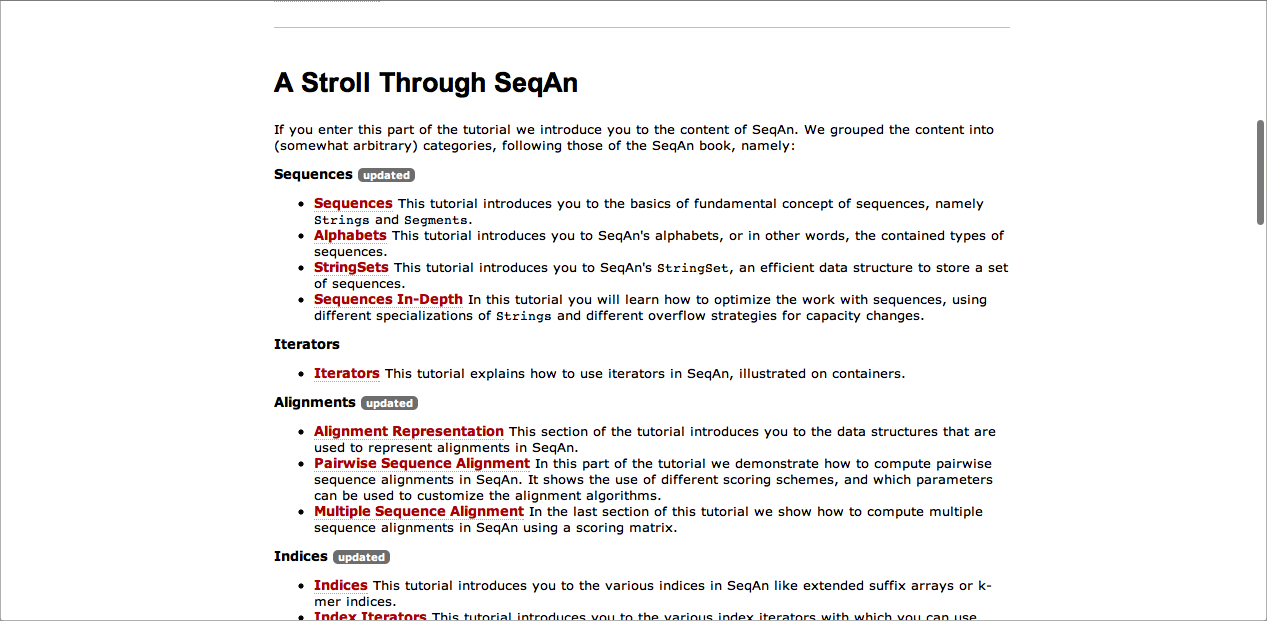 A Stroll Through SeqAn
If you enter this part of the tutorial we introduce you to the content of SeqAn. We grouped the content into
(somewhat arbitrary) categories, following those of the SeqAn book, namely:
Sequences updated
• Sequences This tutorial introduces you to the basics of fundamental concept of sequences, namely
Strings and Segments.
• Alphabets This tutorial introduces you to SeqAn's alphabets, or in other words, the contained types of
sequences.
• StringSets This tutorial introduces you to SeqAn's StringSet, an efficient data structure to store a set
of sequences.
• Sequences In-Depth In this tutorial you will learn how to optimize the work with sequences, using
different specializations of Strings and different overflow strategies for capacity changes.
Iterators
• Iterators This tutorial explains how to use iterators in SeqAn, illustrated on containers.
Alignments updated
• Alignment Representation This section of the tutorial introduces you to the data structures that are
used to represent alignments in SeqAn.
• Pairwise Sequence Alignment In this part of the tutorial we demonstrate how to compute pairwise
sequence alignments in SeqAn. It shows the use of different scoring schemes, and which parameters
can be used to customize the alignment algorithms.
• Multiple Sequence Alignment In the last section of this tutorial we show how to compute multiple
sequence alignments in SeqAn using a scoring matrix.
Indices updated
• Indices This tutorial introduces you to the various indices in SeqAn like extended suffix arrays or k-
mer indices.
• Index Iterators This tutorial introduces you to the various index iterators with which you can use